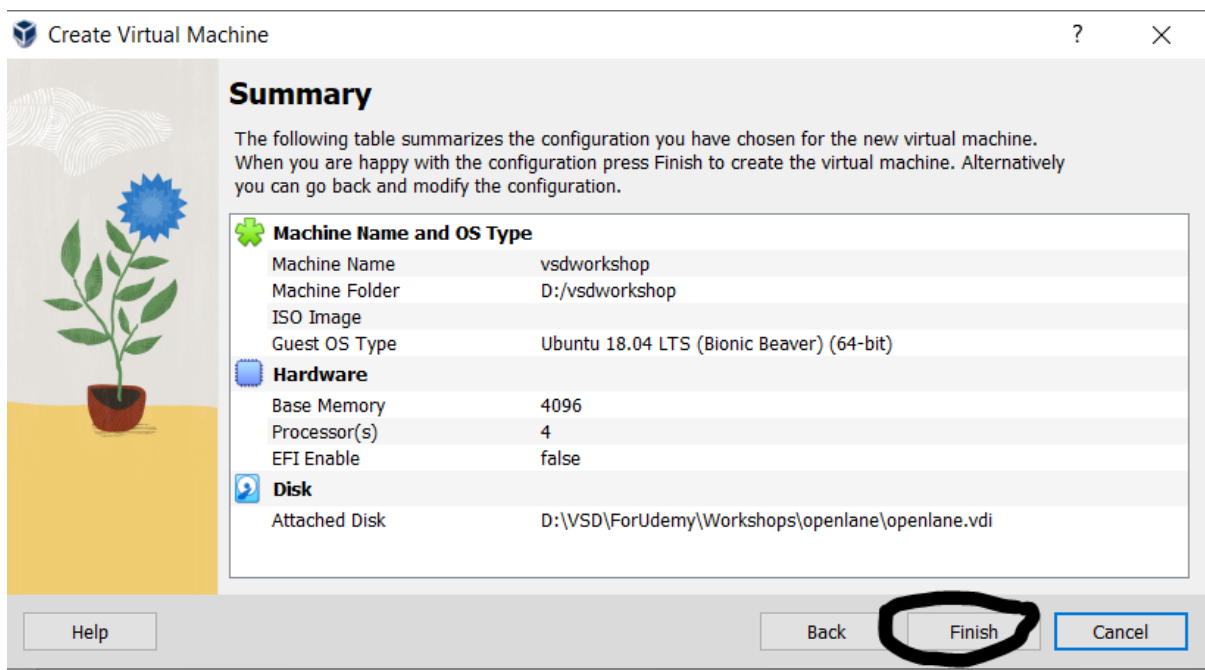 Create Virtual Machine
?
Summary
The following table summarizes the configuration you have chosen for the new virtual machine.
When you are happy with the configuration press Finish to create the virtual machine. Alternatively
you can go back and modify the configuration.
Machine Name and OS Type
Machine Name vsdworkshop
Machine Folder D:/vsdworkshop
ISO Image
Guest OS Type Ubuntu 18.04 LTS (Bionic Beaver) (64-bit)
Hardware
Base Memory 4096
Processor(s) 4
EFI Enable false
Disk
Attached Disk D:\VSD\ForUdemy\Workshops\openlane\openlane.vdi
Help Back Finish Cancel